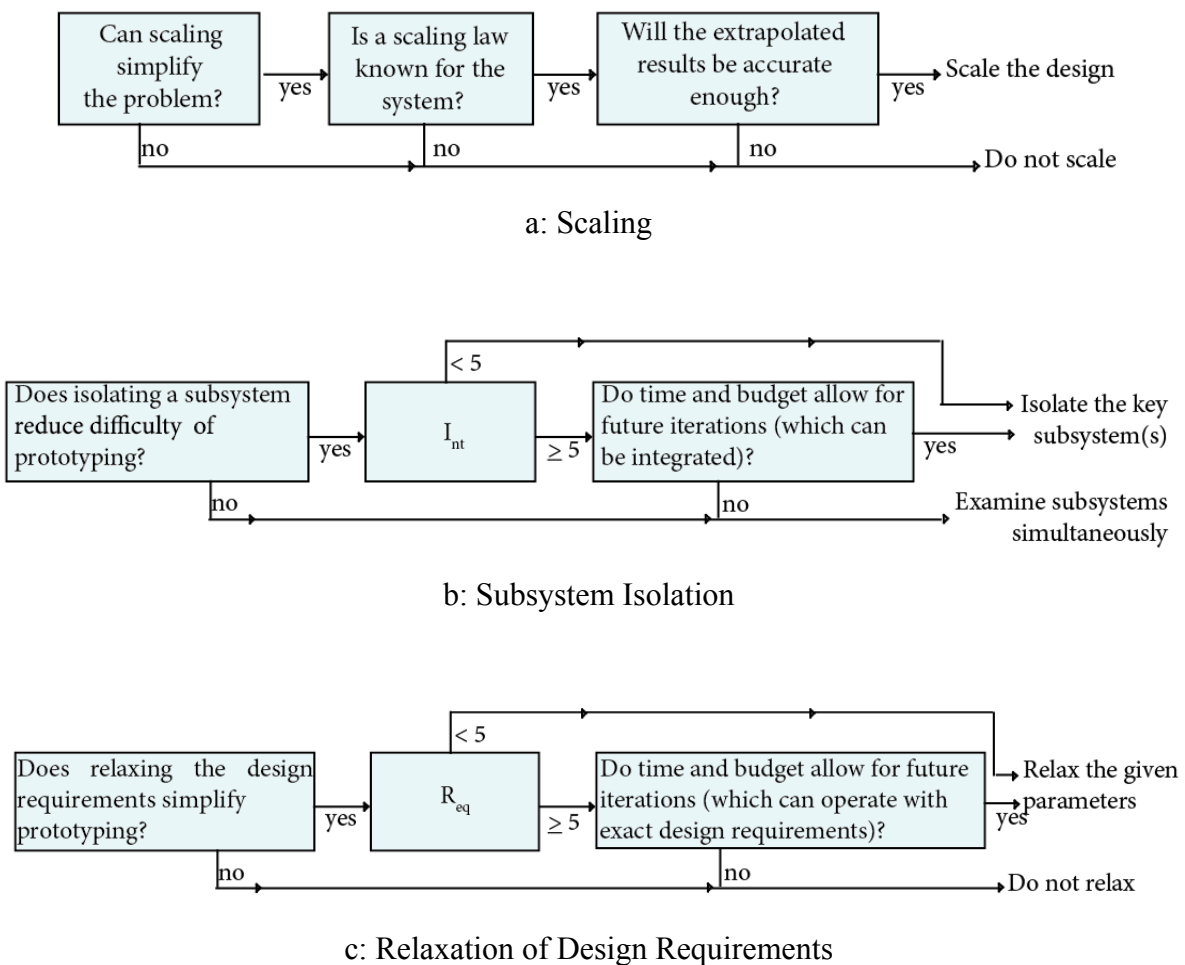 Can scaling
simplify
the problem?
yes
Is a scaling law
known for the
system?
yes
Will the extrapolated
results be accurate
enough?
yes
Scale the design
no
no
no
Do not scale
a: Scaling
< 5
Does isolating a subsystem
reduce difficulty of
prototyping?
yes
Int
≥ 5
Do time and budget allow for
future iterations (which can
be integrated)?
yes
Isolate the key
subsystem(s)
no
no
Examine subsystems
simultaneously
b: Subsystem Isolation
< 5
Does relaxing the design
requirements simplify
prototyping?
yes
Req
≥ 5
Do time and budget allow for future
iterations (which can operate with
exact design requirements)?
yes
Relax the given
parameters
no
no
Do not relax
c: Relaxation of Design Requirements